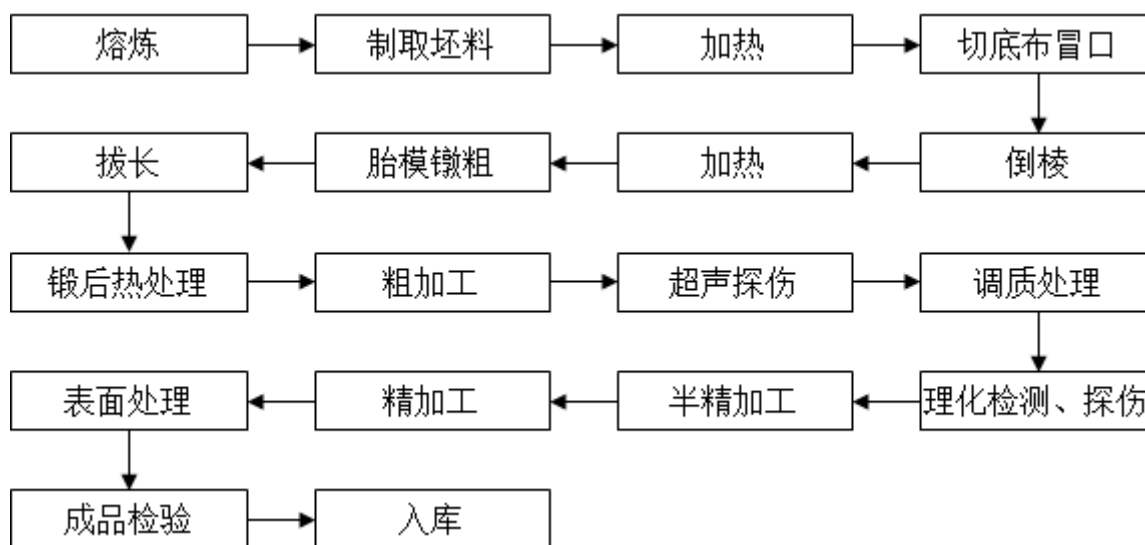 熔炼
制取坯料
加热
切底布冒口
倒棱
加热
胎模镦粗
拔长
锻后热处理
粗加工
超声探伤
调质处理
理化检测、探伤
半精加工
精加工
表面处理
成品检验
入库